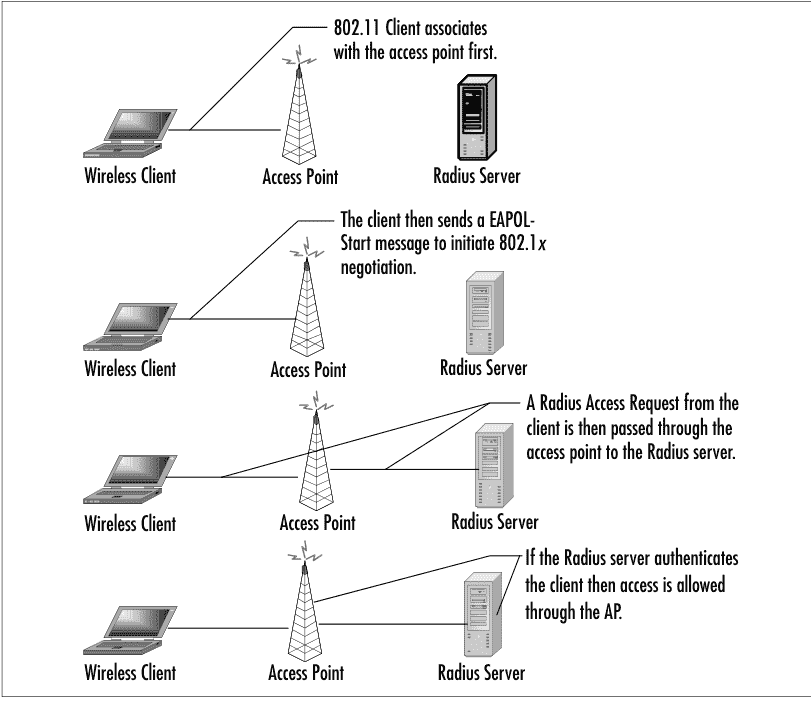 802.11 Client associates
with the access point first.
Wireless Client
Access Point
Radius Server
The client then sends a EAPOL-
Start message to initiate 802.1x
negotiation.
Wireless Client
Access Point
Radius Server
A Radius Access Request from the
client is then passed through the
access point to the Radius server.
Wireless Client
Access Point
Radius Server
If the Radius server authenticates
the client then access is allowed
through the AP.
Wireless Client
Access Point
Radius Server